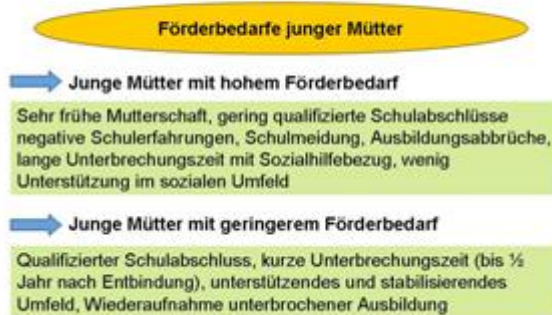 Förderbedarfe junger Mütter
Junge Mütter mit hohem Förderbedarf
Sehr frühe Mutterschaft, gering qualifizierte Schulabschlüsse
negative Schulerfahrungen, Schulmeidung, Ausbildungsabbrüche,
lange Unterbrechungszeit mit Sozialhilfebezug, wenig
Unterstützung im sozialen Umfeld
Junge Mütter mit geringerem Förderbedarf
Qualifizierter Schulabschluss, kurze Unterbrechungszeit (bis ½
Jahr nach Entbindung), unterstützendes und stabilisierendes
Umfeld, Wiederaufnahme unterbrochener Ausbildung